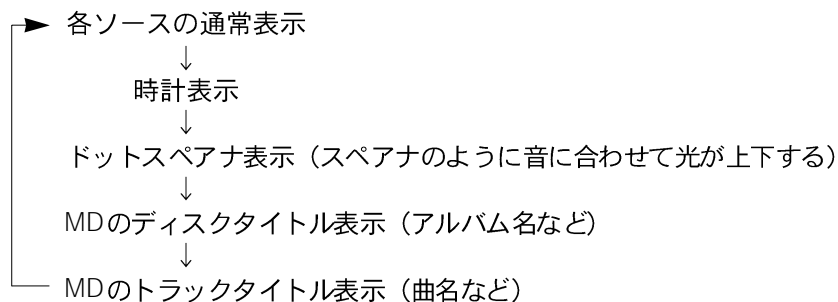 各ソースの通常表示
時計表示
ドットスペアナ表示（スペアナのように音に合わせて光が上下する）
MDのディスクタイトル表示（アルバム名など）
MDのトラックタイトル表示（曲名など）